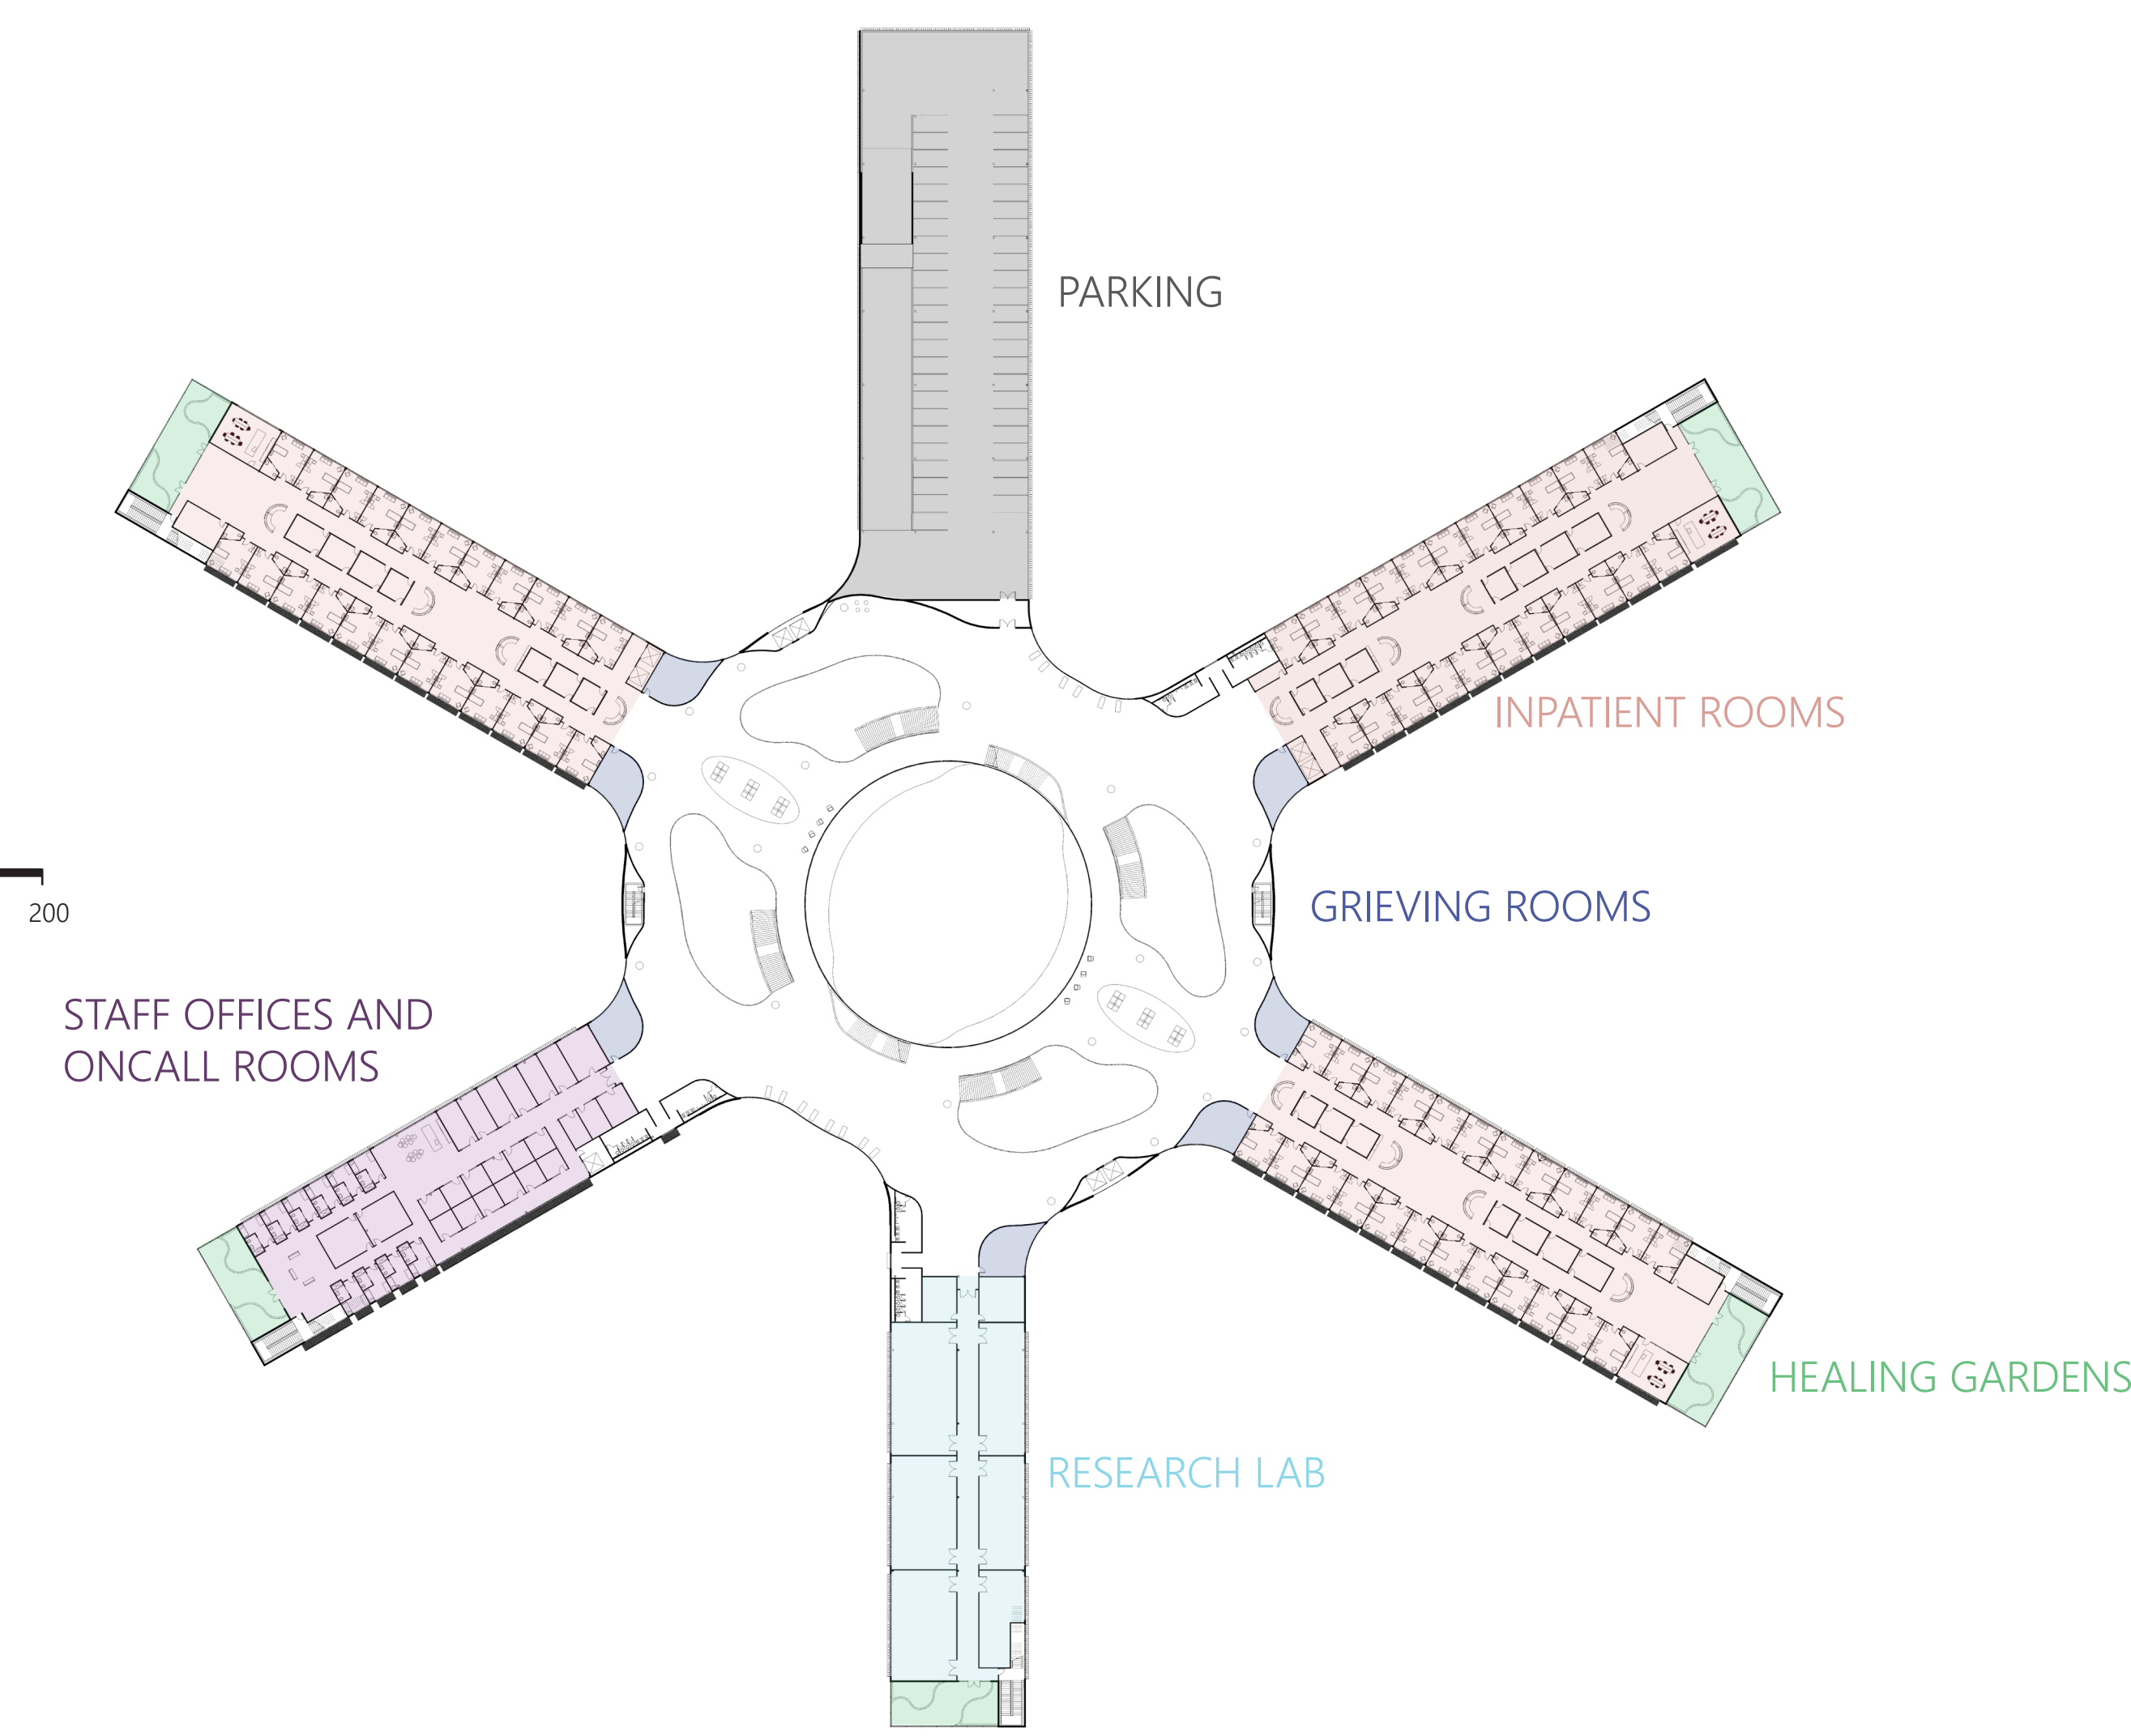 PARKING
INPATIENT ROOMS
GRIEVING ROOMS
200
STAFF OFFICES AND
ONCALL ROOMS
HEALING GARDENS
RESEARCH LAB